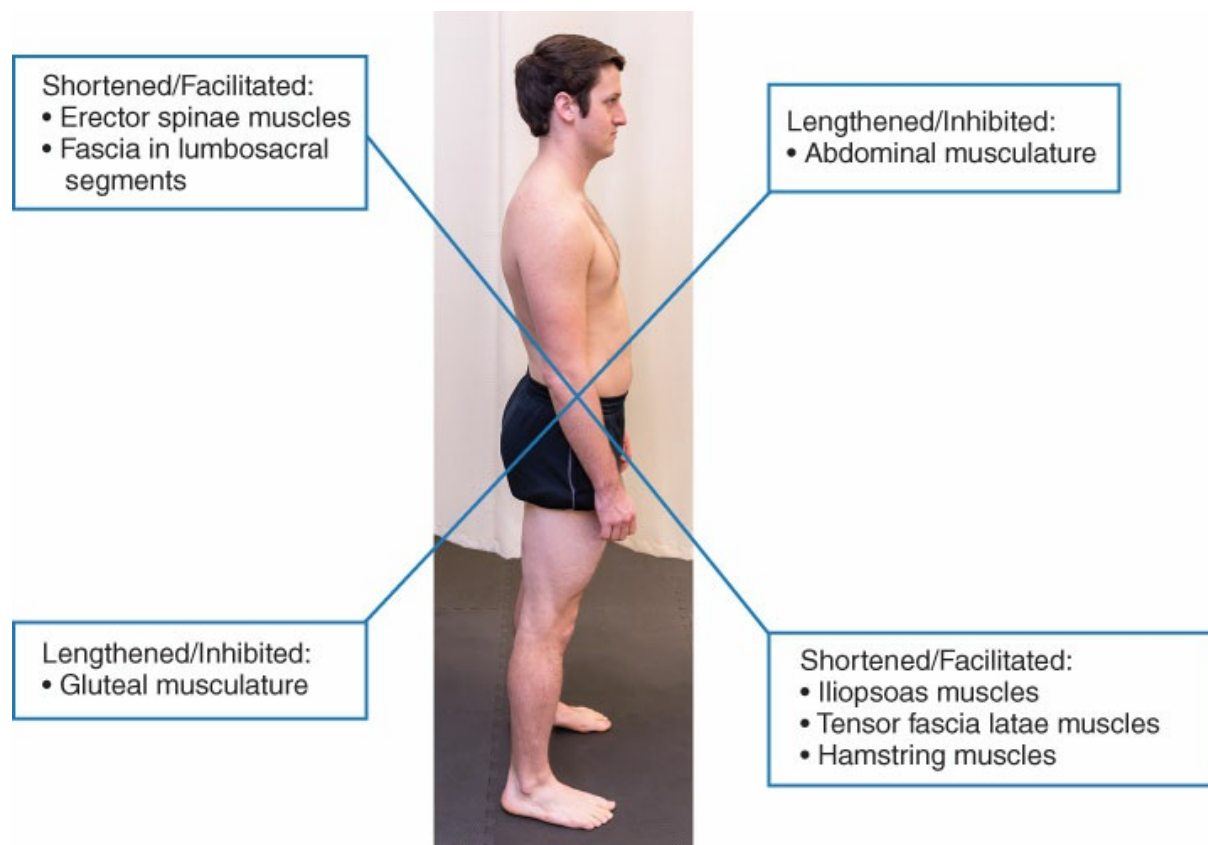 Shortened/Facilitated:
• Erector spinae muscles
• Fascia in lumbosacral
segments
Lengthened/Inhibited:
• Abdominal musculature
Lengthened/Inhibited:
• Gluteal musculature
Shortened/Facilitated:
• Iliopsoas muscles
• Tensor fascia latae muscles
• Hamstring muscles